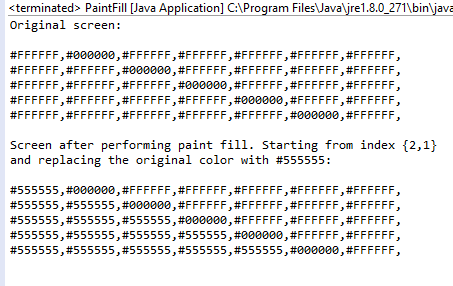 <terminated> PaintFill [Java Application] C:\Program Files\Java\jre1.8.0_271\bin\java
Original screen:
#FFFFFF,#000000,#FFFFFF,#FFFFFF,#FFFFFF,#FFFFFF,#FFFFFF,
#FFFFFF,#FFFFFF,#000000,#FFFFFF,#FFFFFF,#FFFFFF,#FFFFFF,
#FFFFFF,#FFFFFF,#FFFFFF,#000000,#FFFFFF,#FFFFFF,#FFFFFF,
#FFFFFF,#FFFFFF,#FFFFFF,#FFFFFF,#000000,#FFFFFF,#FFFFFF,
#FFFFFF,#FFFFFF,#FFFFFF,#FFFFFF,#FFFFFF,#000000,#FFFFFF,
Screen after performing paint fill. Starting from index {2,1}
and replacing the original color with #555555:
#555555,#000000,#FFFFFF,#FFFFFF,#FFFFFF,#FFFFFF,#FFFFFF,
#555555,#555555,#000000,#FFFFFF,#FFFFFF,#FFFFFF,#FFFFFF,
#555555,#555555,#555555,#000000,#FFFFFF,#FFFFFF,#FFFFFF,
#555555,#555555,#555555,#555555,#000000,#FFFFFF,#FFFFFF,
#555555,#555555,#555555,#555555,#555555,#000000,#FFFFFF,